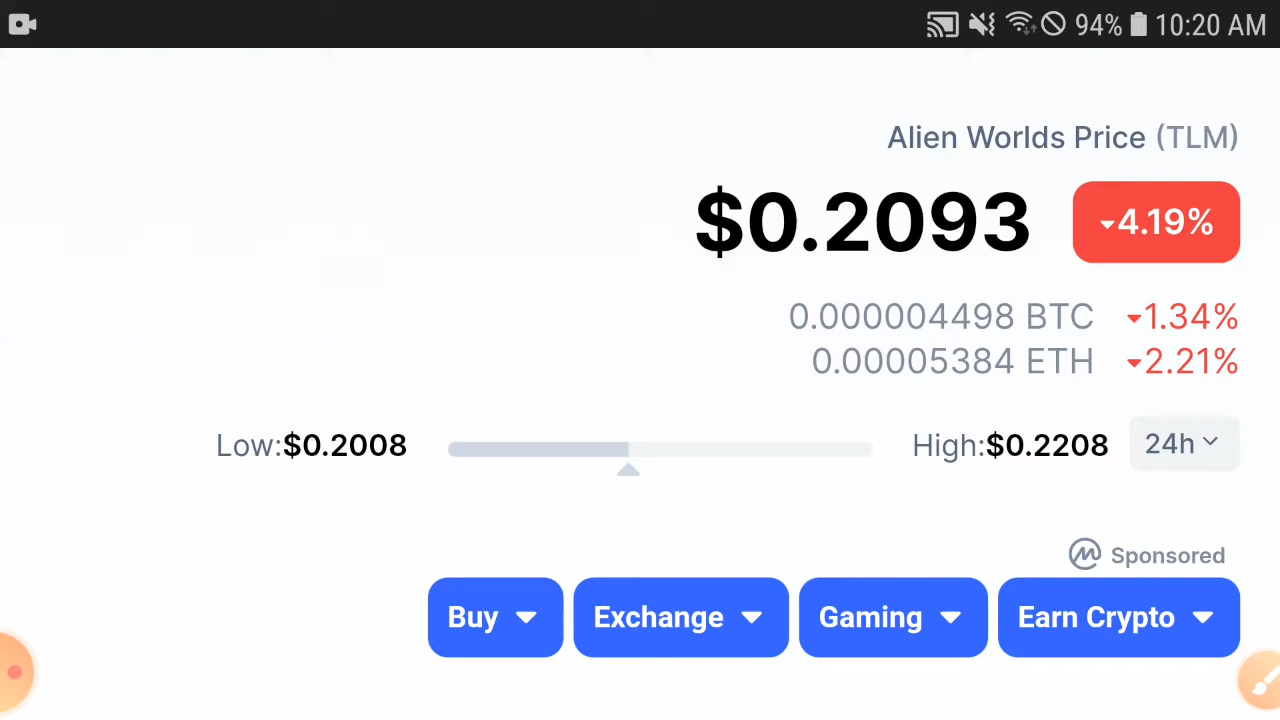 94% 10:20 AM
Alien Worlds Price (TLM)
$0.2093 4.19%
0.000004498 BTC 1.34%
0.00005384 ETH 2.21%
Low:$0.2008 High:$0.2208 24h
Sponsored
Buy Exchange Gaming Earn Crypto